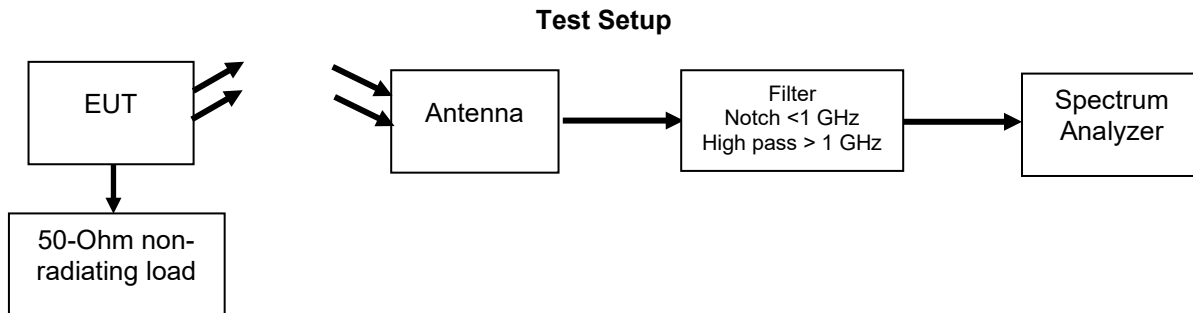 Test Setup
EUT
Antenna
Filter
Notch <1 GHz
High pass > 1 GHz
Spectrum
Analyzer
50-Ohm non-
radiating load